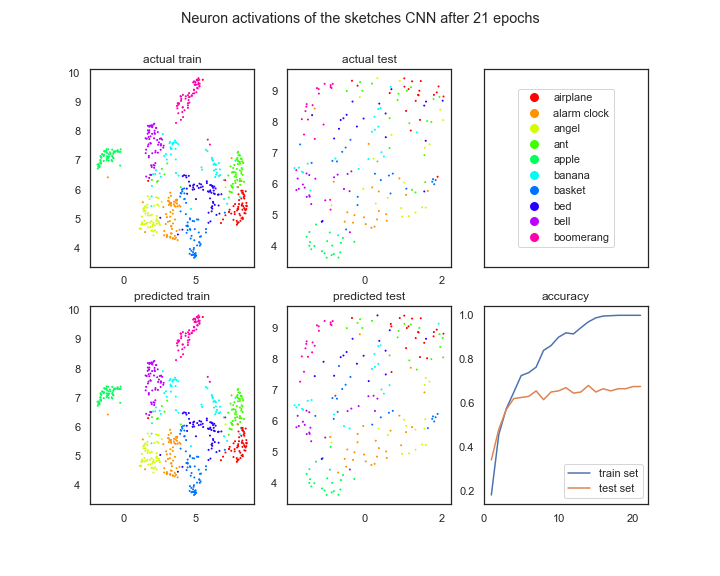 Neuron activations of the sketches CNN after 21 epochs
actual train
10
9
8
7
6
5
4
0
5
actual test
9
8
7
6
5
4
0
2
airplane
alarm clock
angel
ant
apple
banana
basket
bed
bell
boomerang
predicted train
10
9
8
7
6
5
4
0
5
predicted test
9
8
7
6
5
4
0
2
accuracy
1.0
0.8
0.6
0.4
0.2
0
10
20
train set
test set